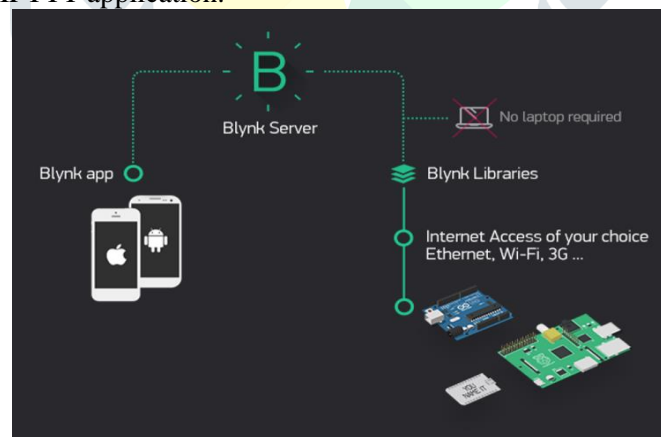 application.
B
Blynk Server
No laptop required
Blynk app
Blynk Libraries
Internet Access of your choice
Ethernet, Wi-Fi, 3G ...
YOU
NAME IT